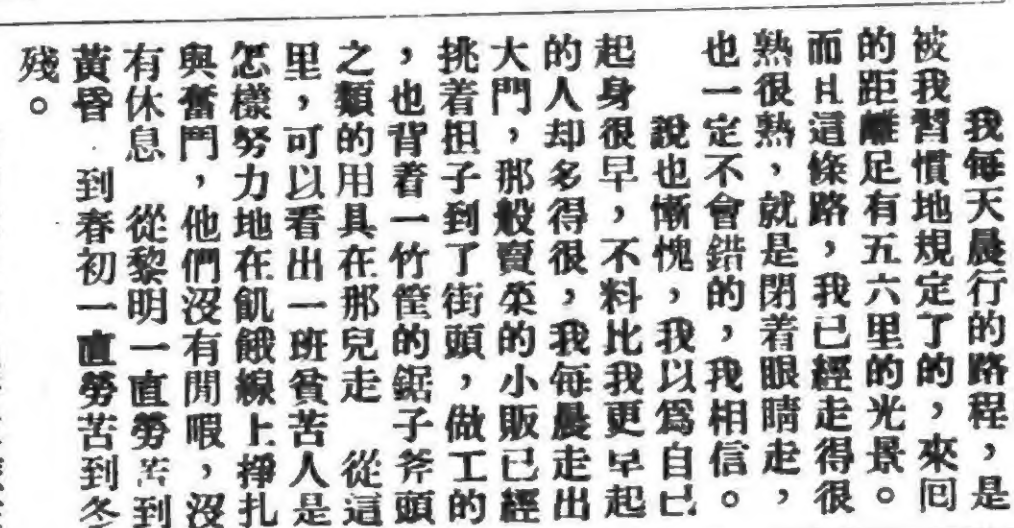 我每天晨行的路程，是
被我習慣地規定了的，來回
的距離足有五六里的光景。
而且這條路，我已經走得很
熟很熟，就是閉着眼睛走，
也一定不會錯的，我相信。
說也慚愧，我以爲自己
起身很早，不料比我更早起
的人却多得很，我每晨走出
大門，那般賣菜的小販已經
挑着担子到了街頭，做工的
，也背着一竹筐的鋸子斧頭
之類的用具在那兒走　從這
里，可以看出一班貧苦人是
怎樣努力地在飢餓線上掙扎
與奮鬥，他們沒有閒暇，沒
有休息　從黎明一直勞苦到
黃昏　到春初一直勞苦到冬
殘。